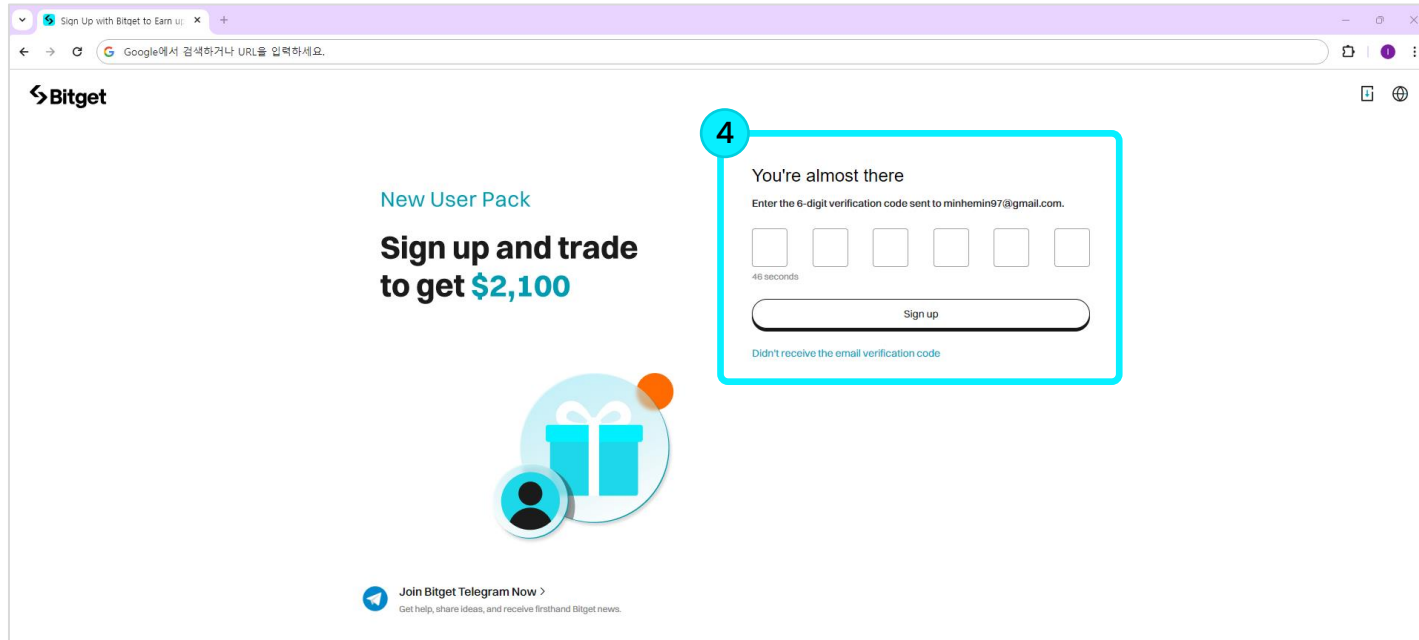 Sign Up with Bitget to Earn up
Google에서 검색하거나 URL을 입력하세요.
I
Bitget
4
New User Pack
Sign up and trade
to get $2,100
You're almost there
Enter the 6-digit verification code sent to minhemin97@gmail.com.
46 seconds
Sign up
Didn't receive the email verification code
Join Bitget Telegram Now >
Get help, share ideas, and receive firsthand Bitget news.